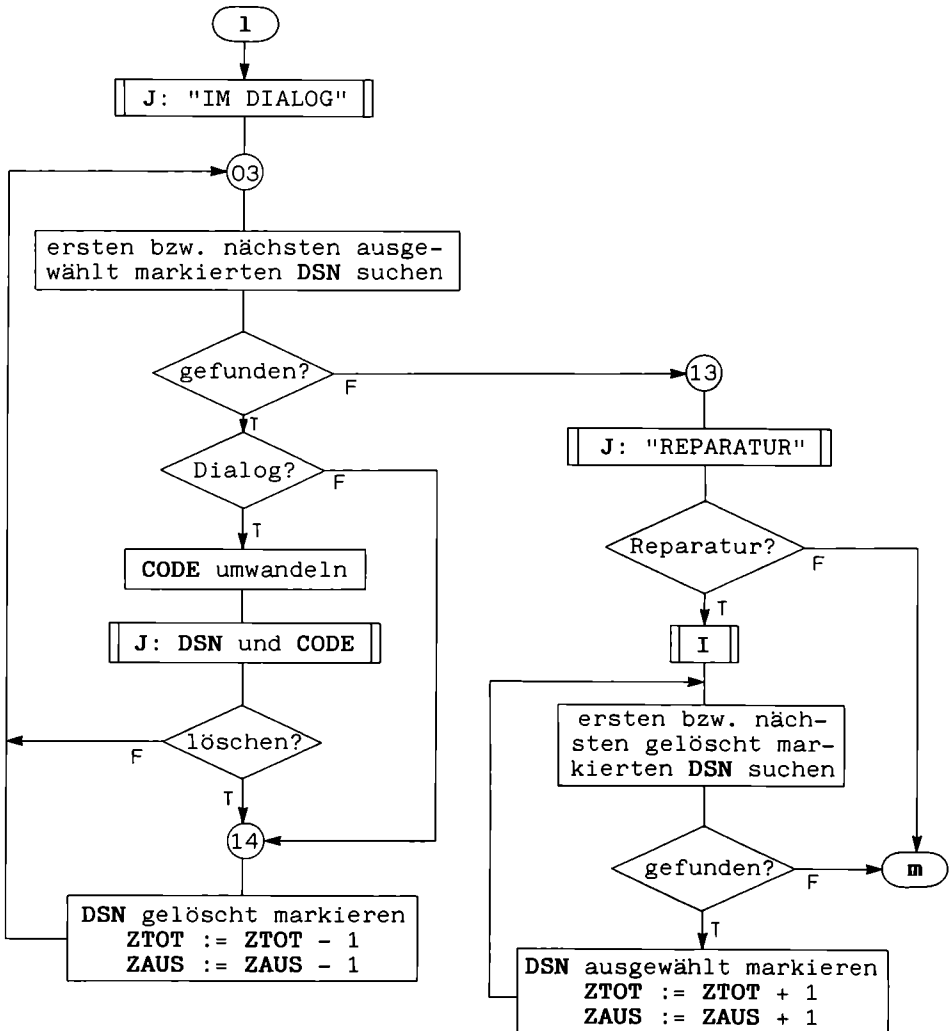 l
J: "IM DIALOG"
03
ersten bzw. nächsten ausge-
wählt markierten DSN suchen
gefunden?
F
T
Dialog?
F
T
CODE umwandeln
J: DSN und CODE
löschen?
F
T
14
DSN gelöscht markieren
ZTOT := ZTOT - 1
ZAUS := ZAUS - 1
13
J: "REPARATUR"
Reparatur?
F
T
I
ersten bzw. näch-
sten gelöscht mar-
kierten DSN suchen
gefunden?
F
m
T
DSN ausgewählt markieren
ZTOT := ZTOT + 1
ZAUS := ZAUS + 1